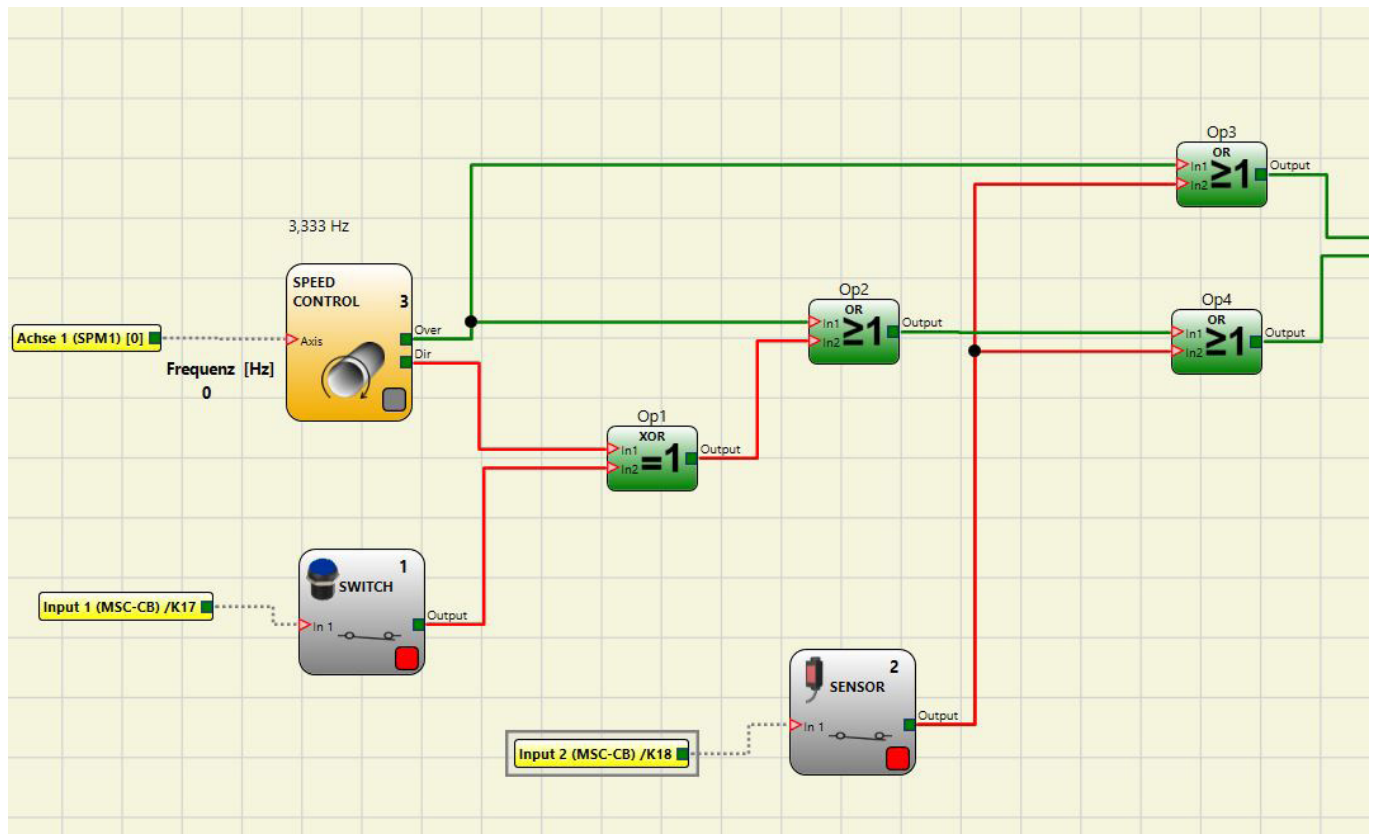 Op3
OR
In1 ≥1 Output
In2
3,333 Hz
SPEED
CONTROL 3
Op2
OR
In1 ≥1 Output
In2
Op4
OR
In1 ≥1 Output
In2
Over
Achse 1 (SPM1) [0]
Axis
Dir
Frequenz [Hz]
0
Op1
XOR
In1 =1 Output
In2
1
SWITCH
Input 1 (MSC-CB) /K17
Output
In 1
2
SENSOR
Output
In 1
Input 2 (MSC-CB) /K18